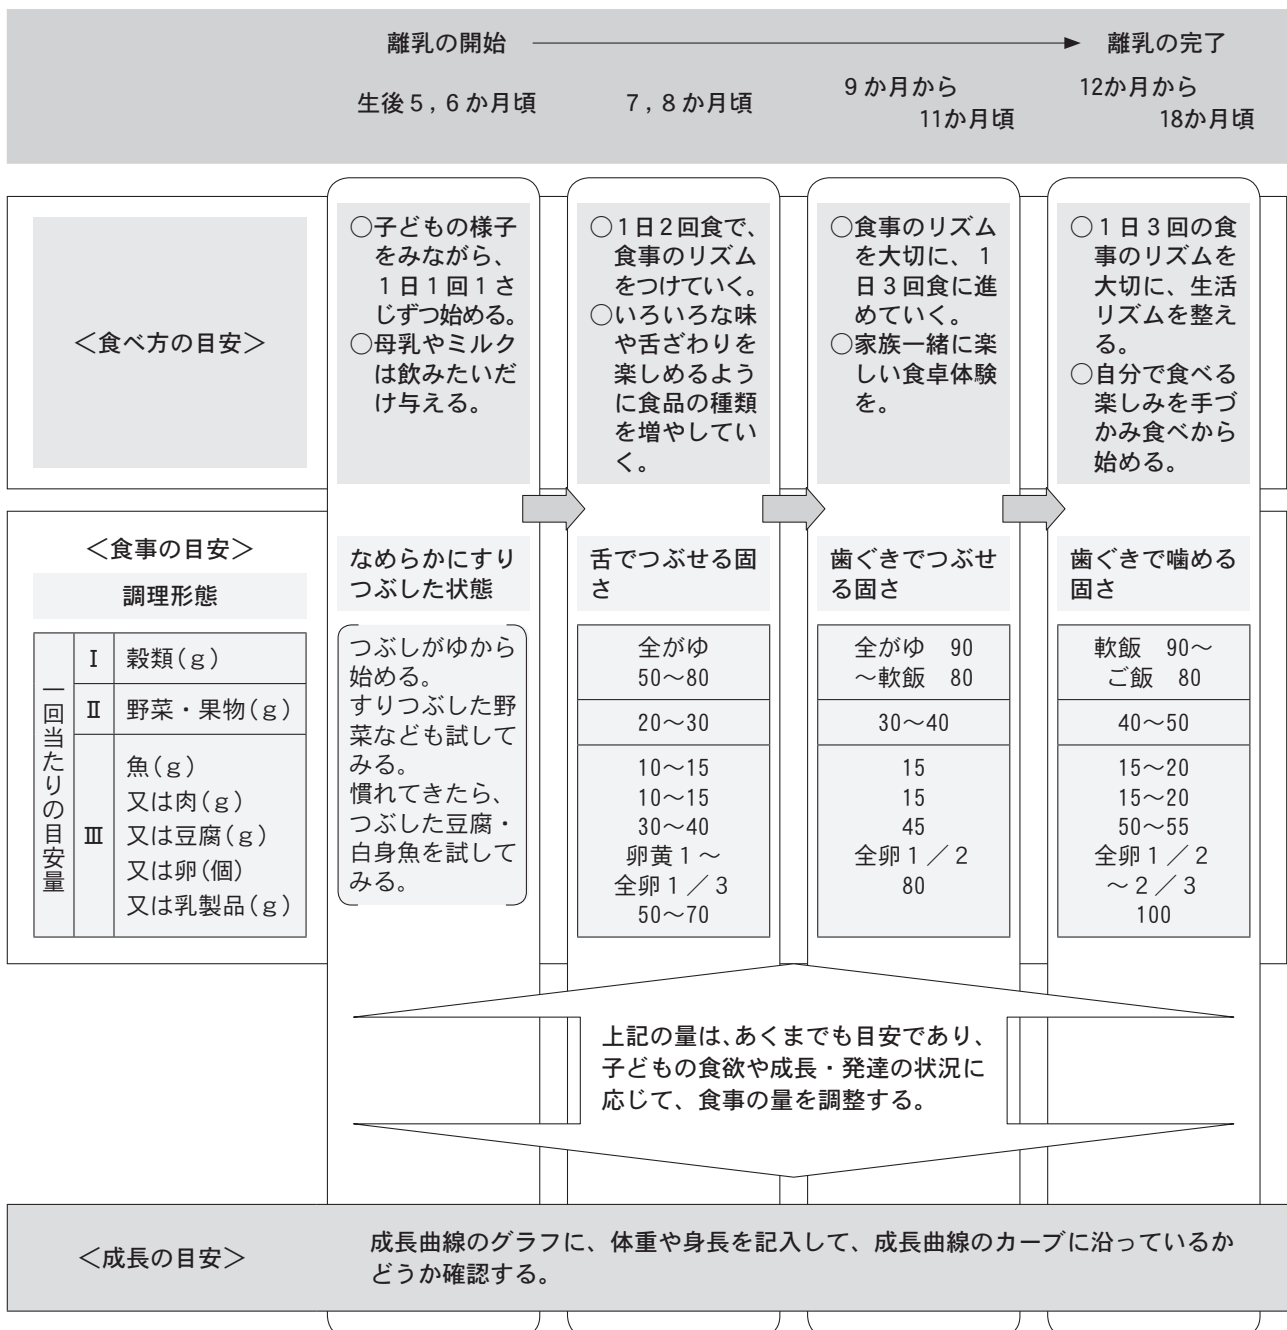 離乳の開始
離乳の完了
生後5,6か月頃
7,8か月頃
9か月から
11か月頃
12か月から
18か月頃
＜食べ方の目安＞
○子どもの様子
をみながら、
1日1回1さ
じずつ始める。
○母乳やミルク
は飲みたいだ
け与える。
○1日2回食で、
食事のリズム
をつけていく。
○いろいろな味
や舌ざわりを
楽しめるよう
に食品の種類
を増やしてい
く。
○食事のリズム
を大切に、1
日3回食に進
めていく。
○家族一緒に楽
しい食卓体験
を。
○1日3回の食
事のリズムを
大切に、生活
リズムを整え
る。
○自分で食べる
楽しみを手づ
かみ食べから
始める。
＜食事の目安＞
調理形態
なめらかにすり
つぶした状態
舌でつぶせる固
さ
歯ぐきでつぶせ
る固さ
歯ぐきで噛める
固さ
一回当たりの目安量
Ⅰ
穀類(g)
Ⅱ
野菜・果物(g)
Ⅲ
魚(g)
又は肉(g)
又は豆腐(g)
又は卵(個)
又は乳製品(g)
つぶしがゆから
始める。
すりつぶした野
菜なども試して
みる。
慣れてきたら、
つぶした豆腐・
白身魚を試して
みる。
全がゆ
50～80
20～30
10～15
10～15
30～40
卵黄1～
全卵1／3
50～70
全がゆ 90
～軟飯 80
30～40
15
15
45
全卵1／2
80
軟飯 90～
ご飯 80
40～50
15～20
15～20
50～55
全卵1／2
～2／3
100
上記の量は、あくまでも目安であり、
子どもの食欲や成長・発達の状況に
応じて、食事の量を調整する。
＜成長の目安＞
成長曲線のグラフに、体重や身長を記入して、成長曲線のカーブに沿っているか
どうか確認する。